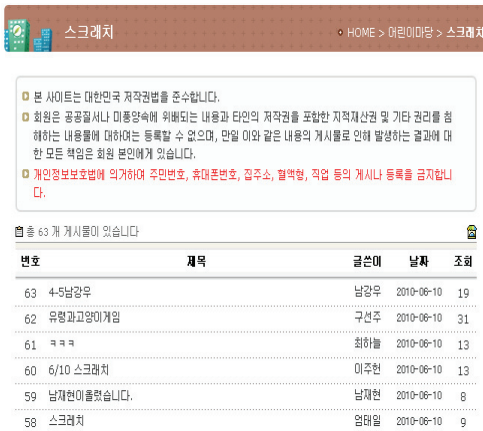 스크래치
HOME > 어린이마당 > 스크래치
본 사이트는 대한민국 저작권법을 준수합니다.
회원은 공공질서나 미풍양속에 위배되는 내용과 타인의 저작권을 포함한 지적재산권 및 기타 권리를 침
해하는 내용물에 대하여는 등록할 수 없으며, 만일 이와 같은 내용의 게시물로 인해 발생하는 결과에 대
한 모든 책임은 회원 본인에게 있습니다.
개인정보보호법에 의거하여 주민번호, 휴대폰번호, 집주소, 혈액형, 직업 등의 게시나 등록을 금지합니
다.
총 63 개 게시물이 있습니다
번호 제목 글쓴이 날짜 조회
63 4-5남강우 남강우 2010-06-10 19
62 유령과고양이게임 구선주 2010-06-10 31
61 ㅋㅋㅋ 최하늘 2010-06-10 13
60 6/10 스크래치 이주헌 2010-06-10 13
59 남재현이올렸습니다. 남재현 2010-06-10 8
58 스크레치 엄태일 2010-06-10 9